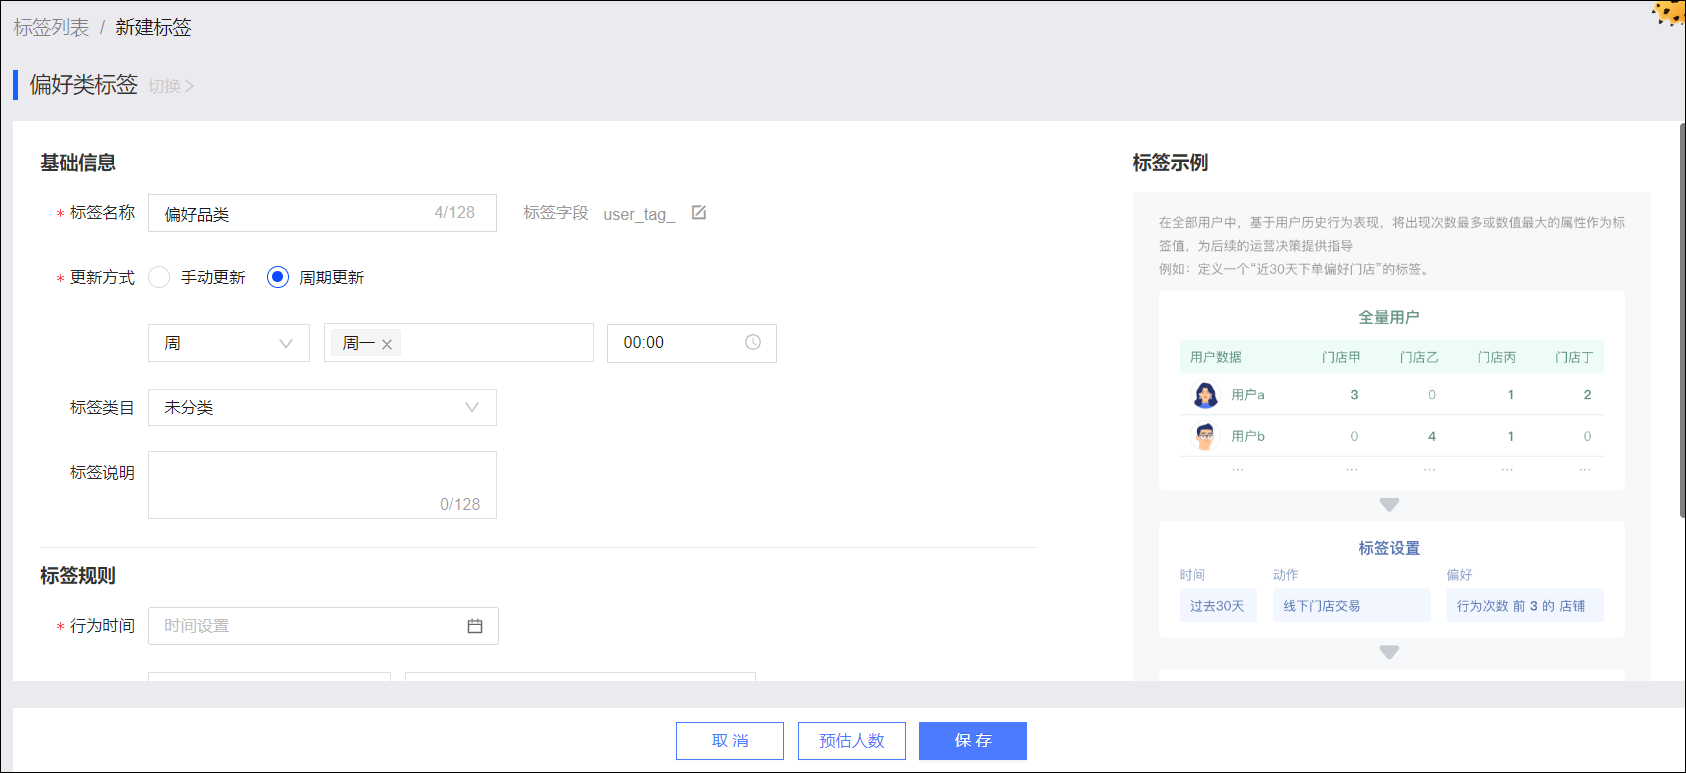 标签列表 / 新建标签
偏好类标签 切换
基础信息
* 标签名称 偏好品类 4/128 标签字段 user_tag_
* 更新方式 手动更新 周期更新
周 周一 00:00
标签类目 未分类
标签说明
0/128
标签规则
* 行为时间 时间设置
标签示例
在全部用户中，基于用户历史行为表现，将出现次数最多或数值最大的属性作为标
签值，为后续的运营决策提供指导
例如：定义一个“近30天下单偏好门店”的标签。
全量用户
用户数据 门店甲 门店乙 门店丙 门店丁
用户a 3 0 1 2
用户b 0 4 1 0
... ... ... ... ...
标签设置
时间 动作 偏好
过去30天 线下门店交易 行为次数 前 3 的 店铺
取 消 预估人数 保 存